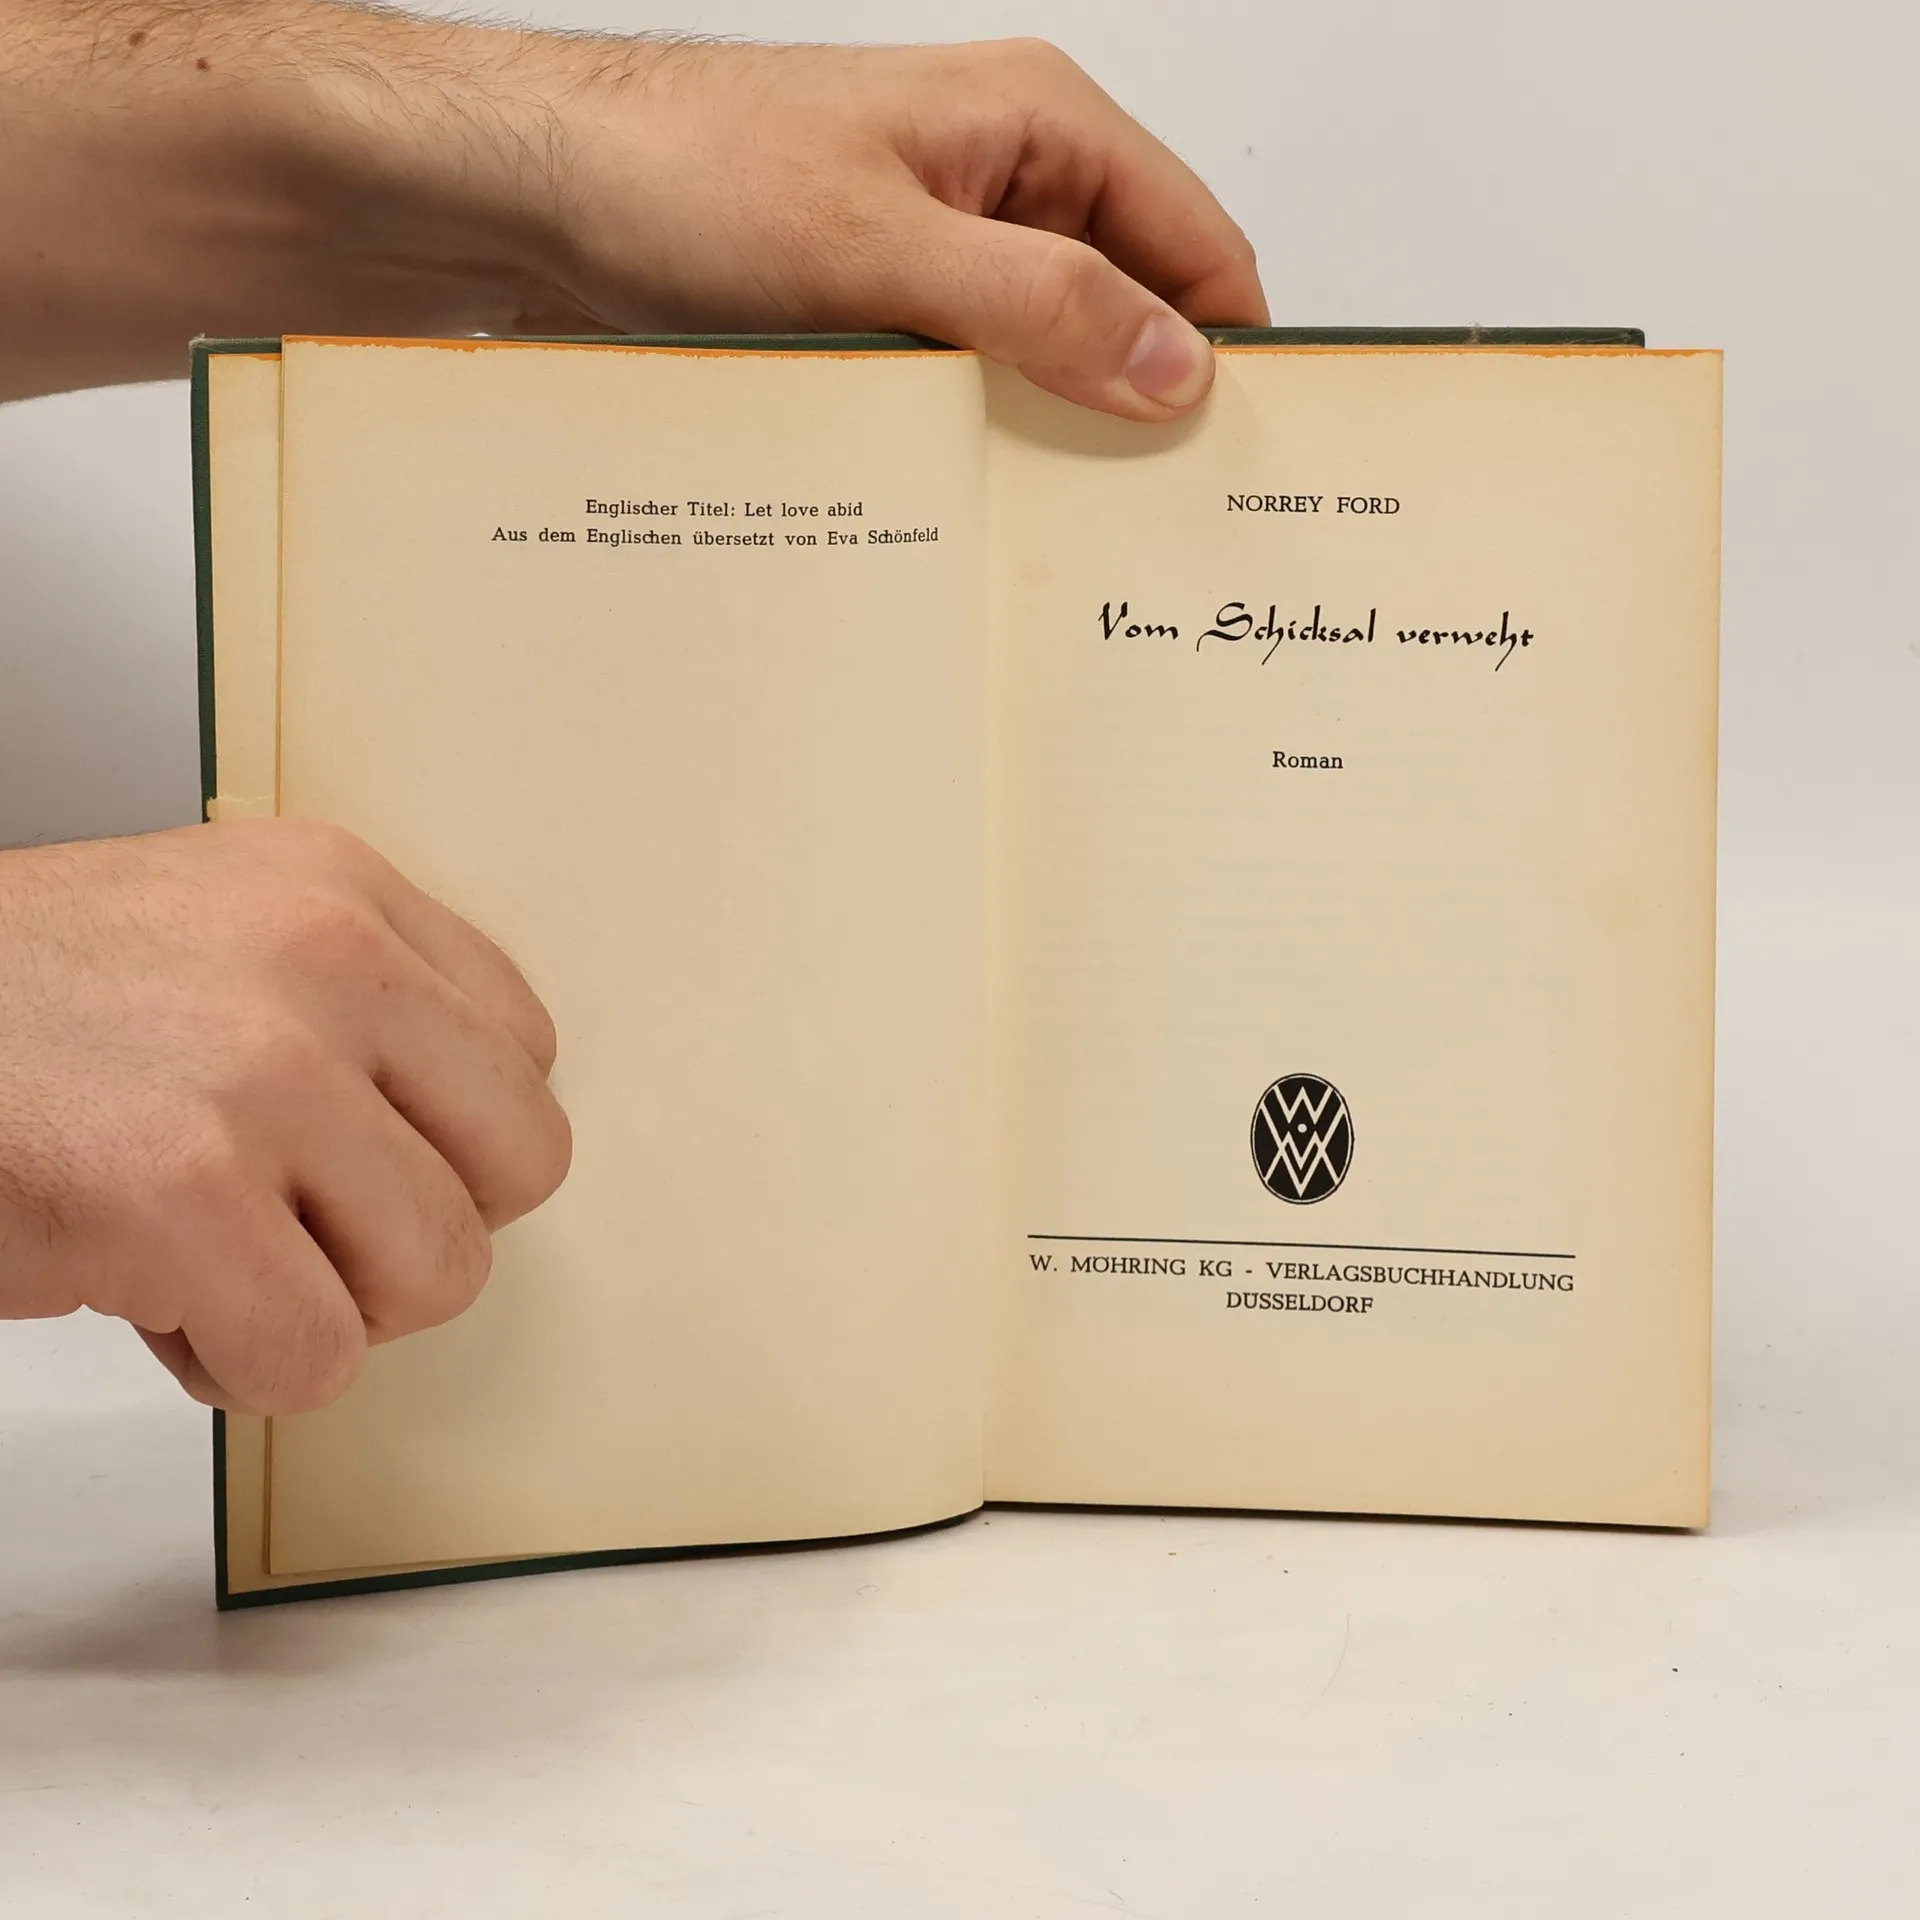 Englischer Titel: Let love abid
Aus dem Englischen übersetzt von Eva Schönfeld
NORREY FORD
Vom Schicksal verweht
Roman
W. MÖHRING KG - VERLAGSBUCHHANDLUNG
DÜSSELDORF